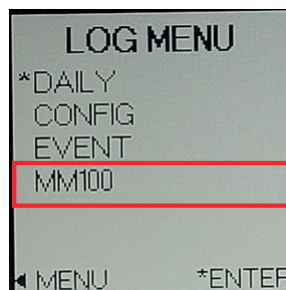 LOG MENU
*DAILY
CONFIG
EVENT
MM100
◄ MENU *ENTER